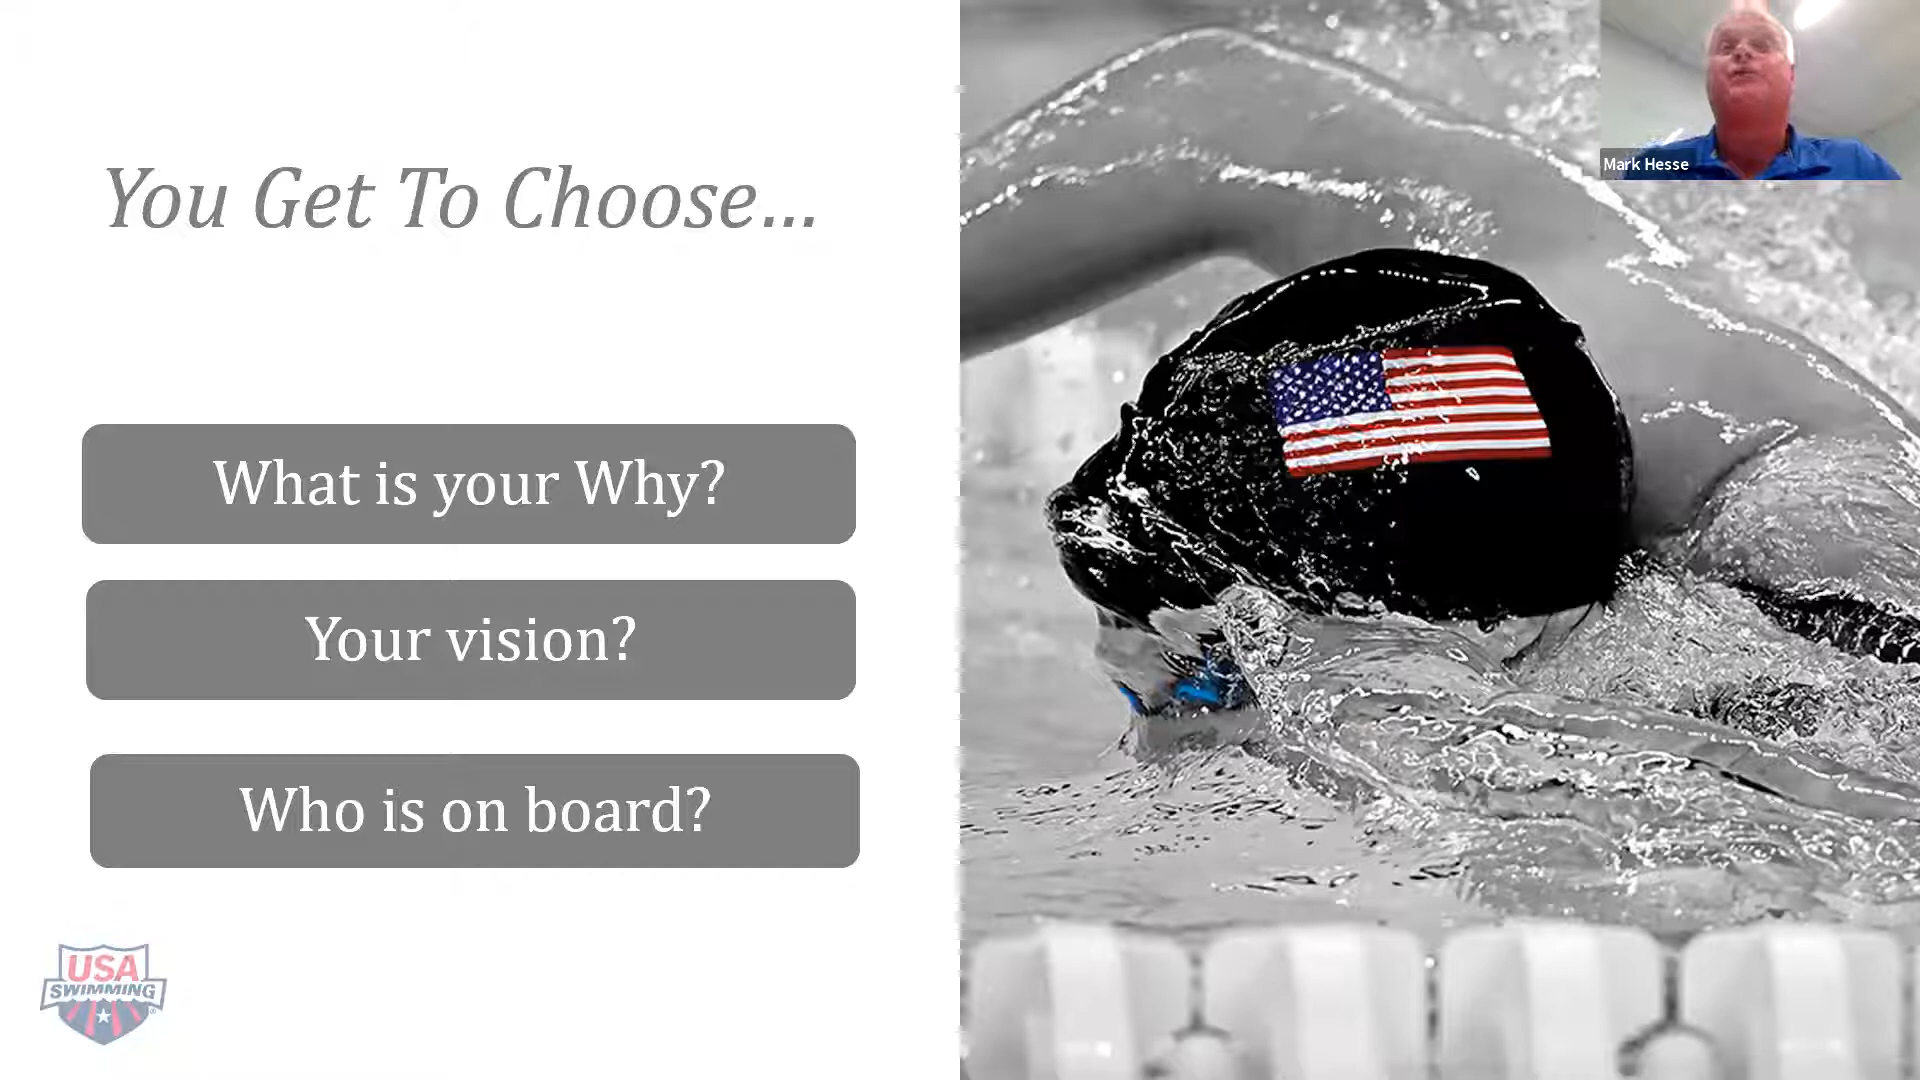 You Get To Choose...
What is your Why?
Your vision?
Who is on board?
USA
SWIMMING
Mark Hesse